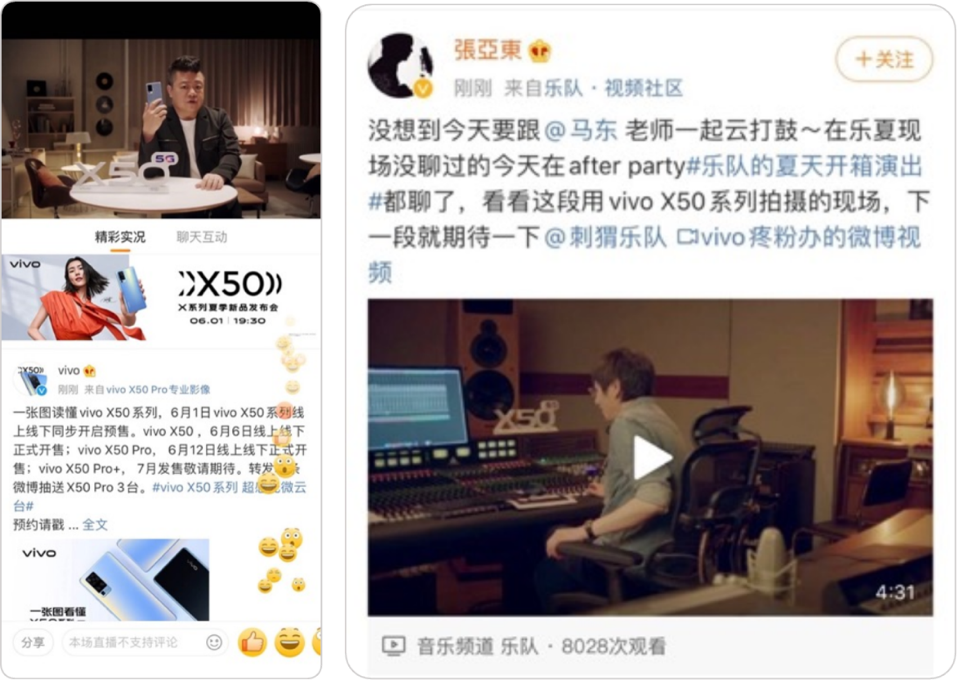 5G
X50
精彩实况
聊天互动
vivo
X50
X系列夏季新品发布会
06.01 | 19:30
vivo
刚刚 来自vivo X50 Pro专业影像
一张图读懂vivo X50系列，6月1日vivo X50系列线
上线下同步开启预售。vivo X50 ，6月6日线上线下
正式开售；vivo X50 Pro， 6月12日线上线下正式开
售；vivo X50 Pro+， 7月发售敬请期待。转发
微博抽送X50 Pro 3台。#vivo X50系列 超感 微云
台#
预约请戳 ... 全文
vivo
一张图看懂
分享
本场直播不支持评论
張亞東
+关注
刚刚 来自乐队 · 视频社区
没想到今天要跟@马东 老师一起云打鼓～在乐夏现
场没聊过的今天在after party#乐队的夏天开箱演出
#都聊了，看看这段用vivo X50系列拍摄的现场，下
一段就期待一下@刺猬乐队 vivo疼粉办的微博视
频
X50
4:31
音乐频道 乐队 · 8028次观看